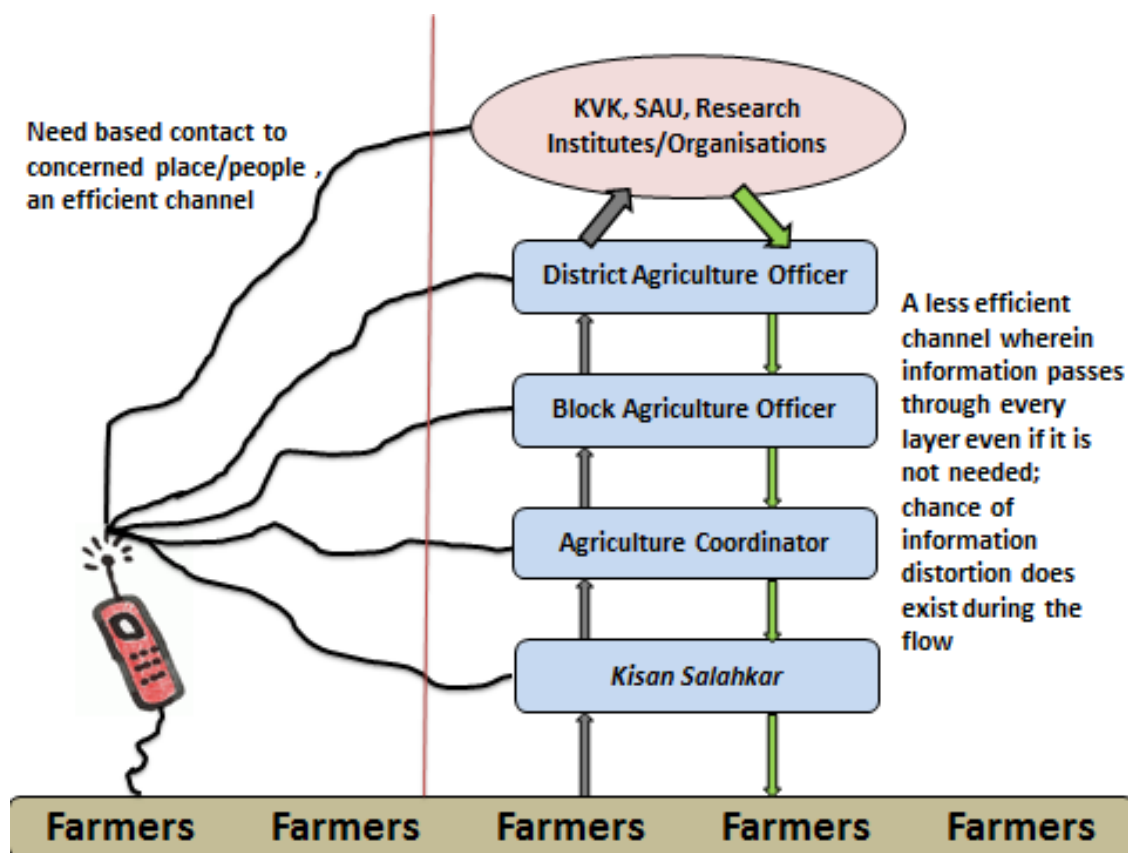 Need based contact to
concerned place/people ,
an efficient channel
KVK, SAU, Research
Institutes/Organisations
District Agriculture Officer
Block Agriculture Officer
Agriculture Coordinator
Kisan Salahkar
A less efficient
channel wherein
information passes
through every
layer even if it is
not needed;
chance of
information
distortion does
exist during the
flow
Farmers Farmers Farmers Farmers Farmers